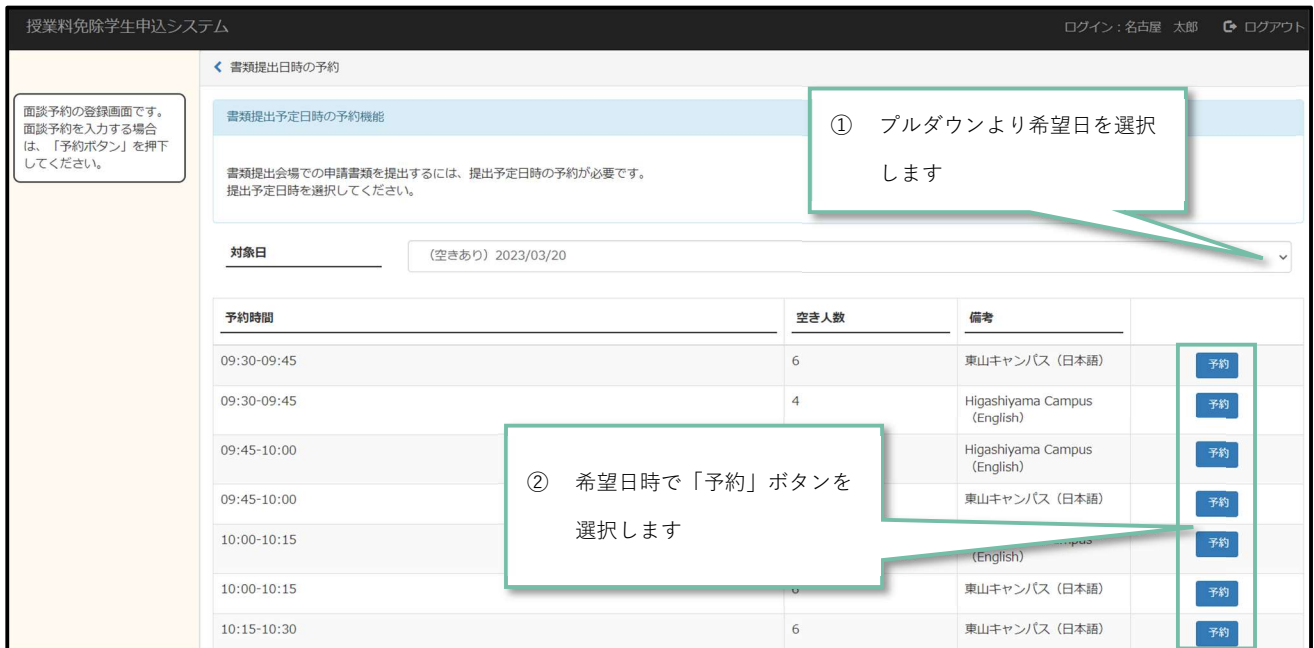 授業料免除学生申込システム
ログイン：名古屋 太郎 ログアウト
書類提出日時の予約
面談予約の登録画面です。
面談予約を入力する場合
は、「予約ボタン」を押下
してください。
書類提出予定日時の予約機能
書類提出会場での申請書類を提出するには、提出予定日時の予約が必要です。
提出予定日時を選択してください。
① プルダウンより希望日を選択
します
対象日 （空きあり）2023/03/20
予約時間 空き人数 備考
09:30-09:45 6 東山キャンパス（日本語） 予約
09:30-09:45 4 Higashiyama Campus
（English） 予約
09:45-10:00 Higashiyama Campus
（English） 予約
09:45-10:00 東山キャンパス（日本語） 予約
② 希望日時で「予約」ボタンを
選択します
10:00-10:15 予約
（English）
10:00-10:15 東山キャンパス（日本語） 予約
10:15-10:30 6 東山キャンパス（日本語） 予約